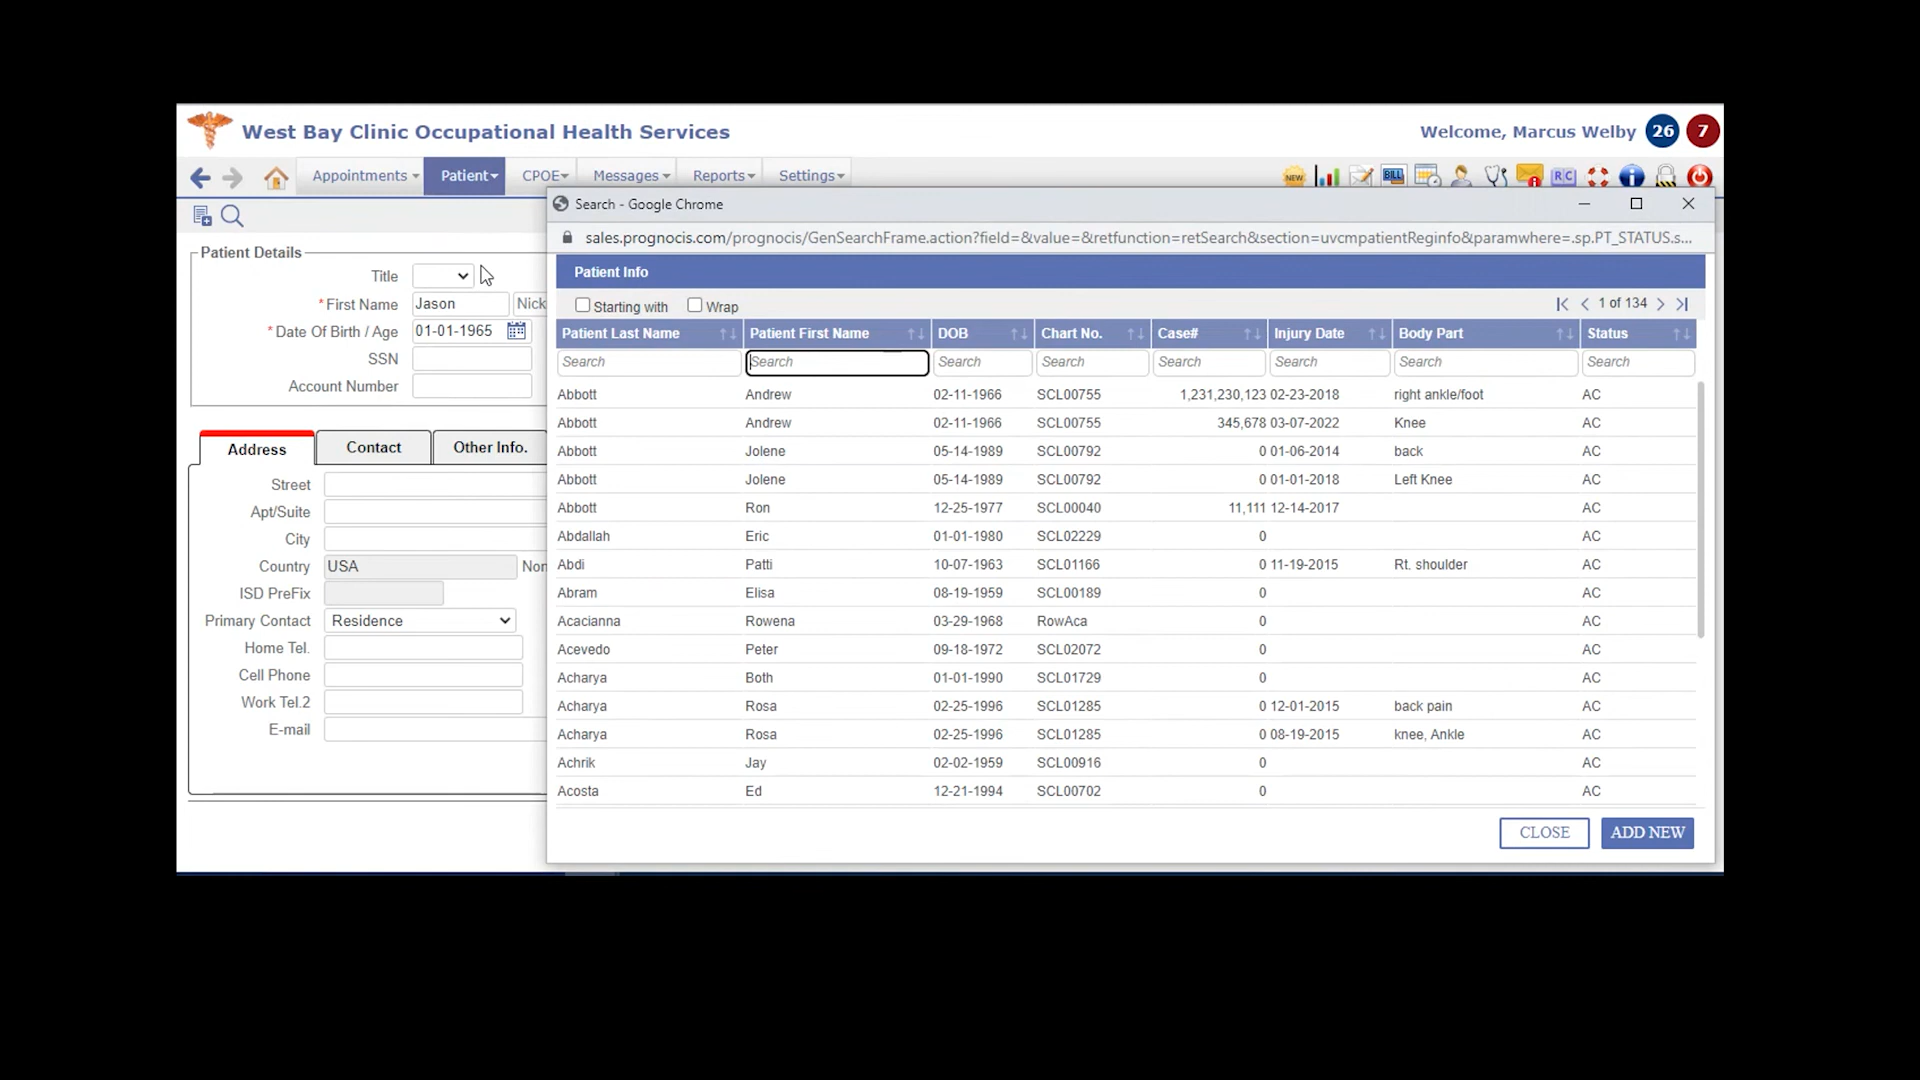 West Bay Clinic Occupational Health Services
Welcome, Marcus Welby 26 7
Appointments Patient CPOE Messages Reports Settings
NEW BILL RC
Search - Google Chrome
sales.prognocis.com/prognocis/GenSearchFrame.action?field=&value=&retfunction=retSearch&section=uvcmpatientReginfo&paramwhere=.sp.PT_STATUS.s...
Patient Details
Title
*First Name Jason Nick
*Date Of Birth / Age 01-01-1965
SSN
Account Number
Address Contact Other Info.
Street
Apt/Suite
City
Country USA Non
ISD PreFix
Primary Contact Residence
Home Tel.
Cell Phone
Work Tel.2
E-mail
Patient Info
Starting with Wrap 1 of 134
Patient Last Name Patient First Name DOB Chart No. Case# Injury Date Body Part Status
Search Search Search Search Search Search Search Search
Abbott Andrew 02-11-1966 SCL00755 1,231,230,123 02-23-2018 right ankle/foot AC
Abbott Andrew 02-11-1966 SCL00755 345,678 03-07-2022 Knee AC
Abbott Jolene 05-14-1989 SCL00792 0 01-06-2014 back AC
Abbott Jolene 05-14-1989 SCL00792 0 01-01-2018 Left Knee AC
Abbott Ron 12-25-1977 SCL00040 11,111 12-14-2017 AC
Abdallah Eric 01-01-1980 SCL02229 0 AC
Abdi Patti 10-07-1963 SCL01166 0 11-19-2015 Rt. shoulder AC
Abram Elisa 08-19-1959 SCL00189 0 AC
Acacianna Rowena 03-29-1968 RowAca 0 AC
Acevedo Peter 09-18-1972 SCL02072 0 AC
Acharya Both 01-01-1990 SCL01729 0 AC
Acharya Rosa 02-25-1996 SCL01285 0 12-01-2015 back pain AC
Acharya Rosa 02-25-1996 SCL01285 0 08-19-2015 knee, Ankle AC
Achrik Jay 02-02-1959 SCL00916 0 AC
Acosta Ed 12-21-1994 SCL00702 0 AC
CLOSE ADD NEW